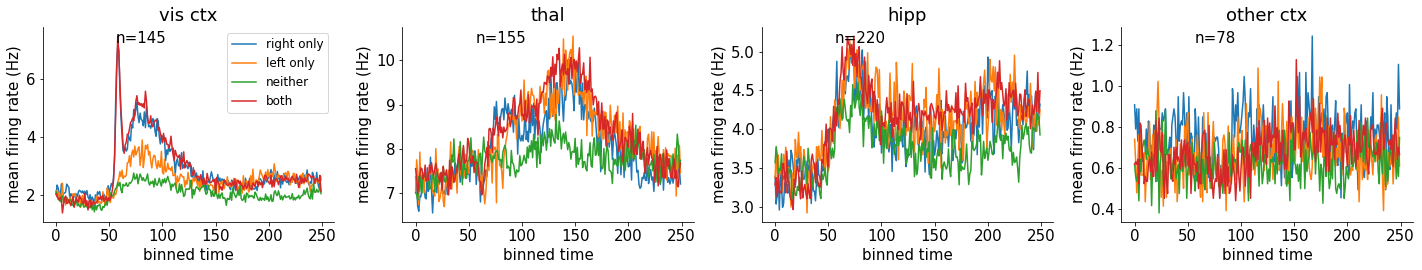 vis ctx
mean firing rate (Hz)
6
4
2
n=145
right only
left only
neither
both
0 50 100 150 200 250
binned time
thal
mean firing rate (Hz)
10
9
8
7
n=155
0 50 100 150 200 250
binned time
hipp
mean firing rate (Hz)
5.0
4.5
4.0
3.5
3.0
n=220
0 50 100 150 200 250
binned time
other ctx
mean firing rate (Hz)
1.2
1.0
0.8
0.6
0.4
n=78
0 50 100 150 200 250
binned time